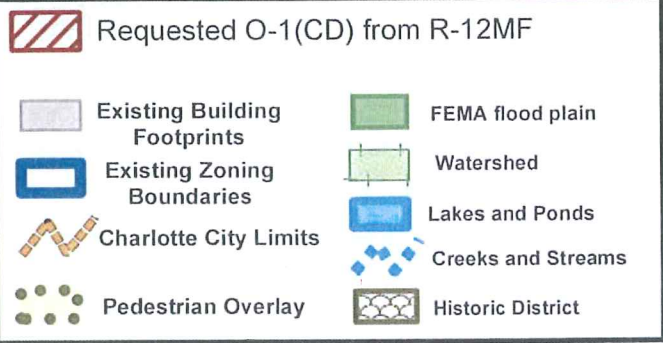 Requested O-1(CD) from R-12MF
Existing Building
Footprints
Existing Zoning
Boundaries
Charlotte City Limits
Pedestrian Overlay
FEMA flood plain
Watershed
Lakes and Ponds
Creeks and Streams
Historic District